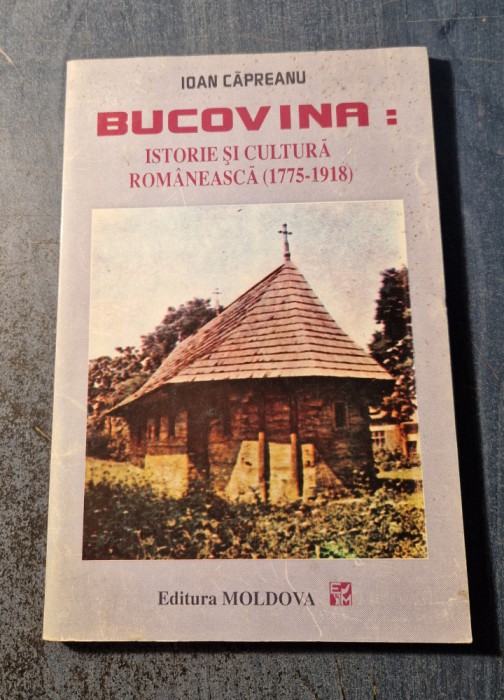 IOAN CĂPREANU
BUCOVINA :
ISTORIE ŞI CULTURĂ
ROMÂNEASCĂ (1775-1918)
Editura MOLDOVA